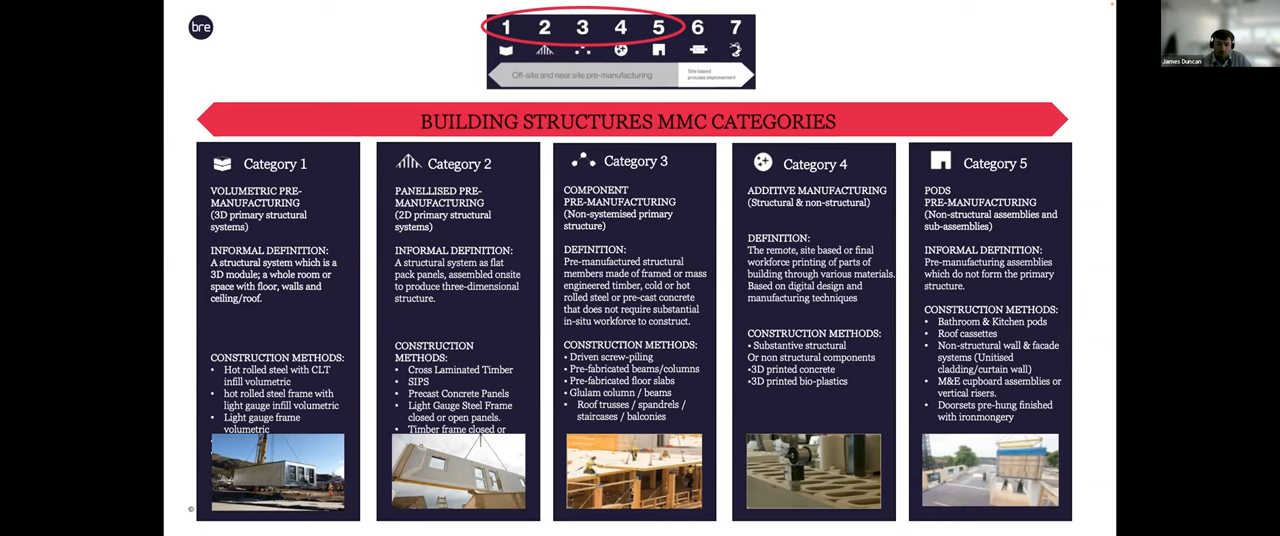 bre
1 2 3 4 5 6 7
Off-site and near site pre-manufacturing
Site based
process improvement
James Duncan
BUILDING STRUCTURES MMC CATEGORIES
Category 1
VOLUMETRIC PRE-
MANUFACTURING
(3D primary structural
systems)
INFORMAL DEFINITION:
A structural system which is a
3D module; a whole room or
space with floor, walls and
ceiling/roof.
CONSTRUCTION METHODS:
• Hot rolled steel with CLT
infill volumetric
• hot rolled steel frame with
light gauge infill volumetric
• Light gauge frame
volumetric
Category 2
PANELLISED PRE-
MANUFACTURING
(2D primary structural
systems)
INFORMAL DEFINITION:
A structural system as flat
pack panels, assembled onsite
to produce three-dimensional
structure.
CONSTRUCTION
METHODS:
• Cross Laminated Timber
• SIPS
• Precast Concrete Panels
• Light Gauge Steel Frame
closed or open panels.
• Timber frame closed or
Category 3
COMPONENT
PRE-MANUFACTURING
(Non-systemised primary
structure)
DEFINITION:
Pre-manufactured structural
members made of framed or mass
engineered timber, cold or hot
rolled steel or pre-cast concrete
that does not require substantial
in-situ workforce to construct.
CONSTRUCTION METHODS:
• Driven screw-piling
• Pre-fabricated beams/columns
• Pre-fabricated floor slabs
• Glulam column / beams
• Roof trusses / spandrels /
staircases / balconies
Category 4
ADDITIVE MANUFACTURING
(Structural & non-structural)
DEFINITION:
The remote, site based or final
workforce printing of parts of
building through various materials.
Based on digital design and
manufacturing techniques
CONSTRUCTION METHODS:
• Substantive structural
Or non structural components
•3D printed concrete
•3D printed bio-plastics
Category 5
PODS
PRE-MANUFACTURING
(Non-structural assemblies and
sub-assemblies)
INFORMAL DEFINITION:
Pre-manufacturing assemblies
which do not form the primary
structure.
CONSTRUCTION METHODS:
• Bathroom & Kitchen pods
• Roof cassettes
• Non-structural wall & facade
systems (Unitised
cladding/curtain wall)
• M&E cupboard assemblies or
vertical risers.
• Doorsets pre-hung finished
with ironmongery
©